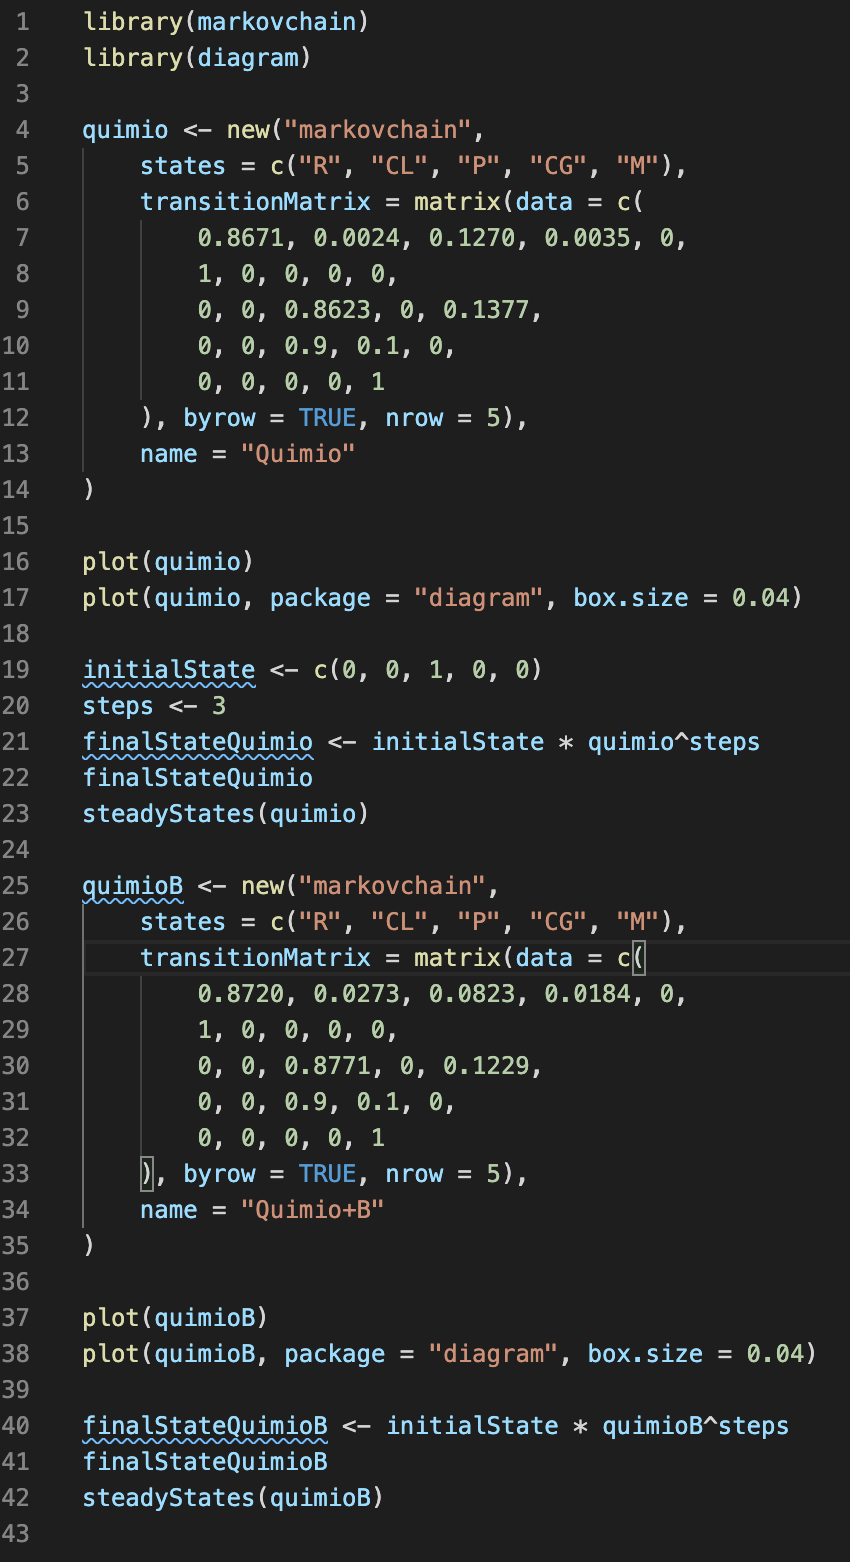 1 library(markovchain)
2 library(diagram)
3
4 quimio <- new("markovchain",
5     states = c("R", "CL", "P", "CG", "M"),
6     transitionMatrix = matrix(data = c(
7         0.8671, 0.0024, 0.1270, 0.0035, 0,
8         1, 0, 0, 0, 0,
9         0, 0, 0.8623, 0, 0.1377,
10         0, 0, 0.9, 0.1, 0,
11         0, 0, 0, 0, 1
12     ), byrow = TRUE, nrow = 5),
13     name = "Quimio"
14 )
15
16 plot(quimio)
17 plot(quimio, package = "diagram", box.size = 0.04)
18
19 initialState <- c(0, 0, 1, 0, 0)
20 steps <- 3
21 finalStateQuimio <- initialState * quimio^steps
22 finalStateQuimio
23 steadyStates(quimio)
24
25 quimioB <- new("markovchain",
26     states = c("R", "CL", "P", "CG", "M"),
27     transitionMatrix = matrix(data = c(
28         0.8720, 0.0273, 0.0823, 0.0184, 0,
29         1, 0, 0, 0, 0,
30         0, 0, 0.8771, 0, 0.1229,
31         0, 0, 0.9, 0.1, 0,
32         0, 0, 0, 0, 1
33     ), byrow = TRUE, nrow = 5),
34     name = "Quimio+B"
35 )
36
37 plot(quimioB)
38 plot(quimioB, package = "diagram", box.size = 0.04)
39
40 finalStateQuimioB <- initialState * quimioB^steps
41 finalStateQuimioB
42 steadyStates(quimioB)
43